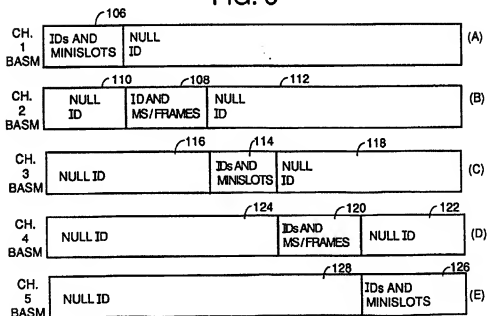 106
CH.
1
BASM
IDs AND
MINISLOTS
NULL
ID
(A)
110
108
112
CH.
2
BASM
NULL
ID
ID AND
MS/FRAMES
NULL
ID
(B)
116
114
118
CH.
3
BASM
NULL ID
IDs AND
MINISLOTS
NULL
ID
(C)
124
120
122
CH.
4
BASM
NULL ID
IDs AND
MS/FRAMES
NULL ID
(D)
128
126
CH.
5
BASM
NULL ID
IDs AND
MINISLOTS
(E)